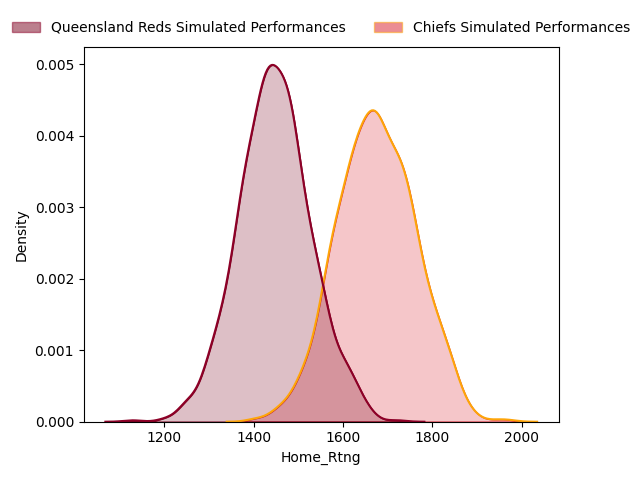 Queensland Reds Simulated Performances
Chiefs Simulated Performances
0.005
0.004
0.003
0.002
0.001
0.000
Density
1200 1400 1600 1800 2000
Home_Rtng